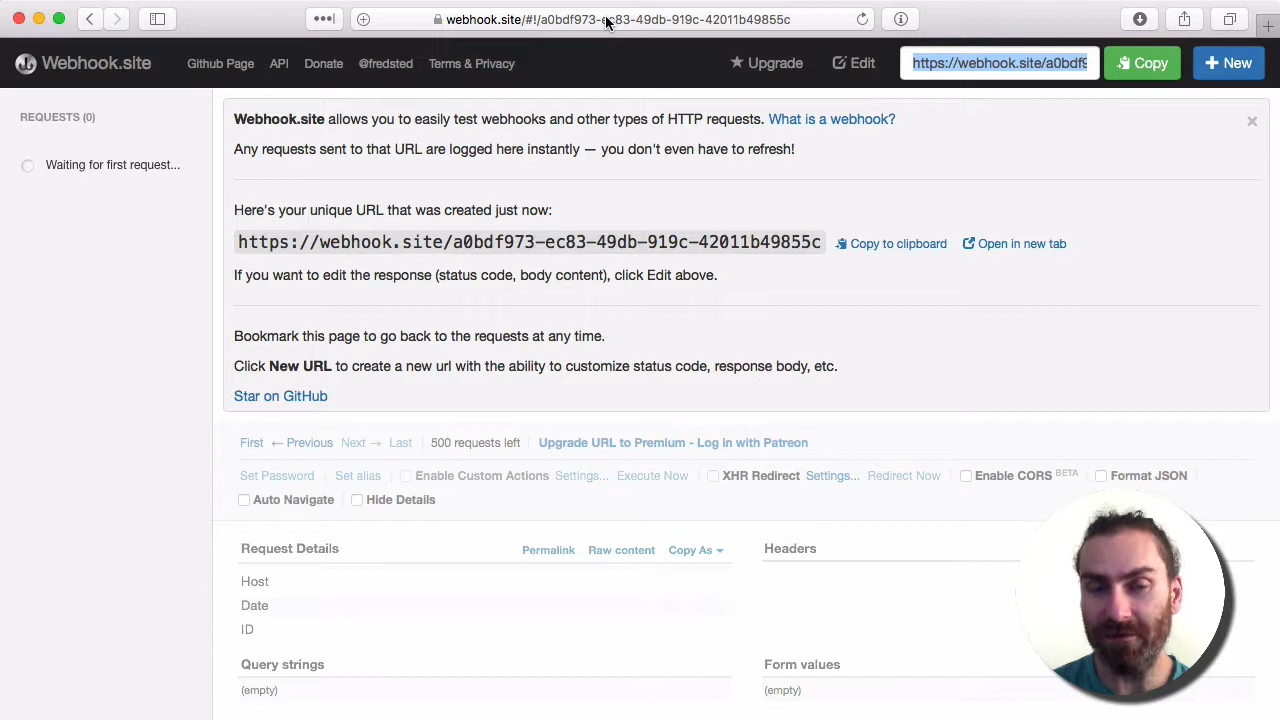 webhook.site/#!/a0bdf973-ec83-49db-919c-42011b49855c
Webhook.site Github Page API Donate @fredsted Terms & Privacy Upgrade Edit https://webhook.site/a0bdf9 Copy New
REQUESTS (0)
Waiting for first request...
Webhook.site allows you to easily test webhooks and other types of HTTP requests. What is a webhook?
Any requests sent to that URL are logged here instantly — you don't even have to refresh!
Here's your unique URL that was created just now:
https://webhook.site/a0bdf973-ec83-49db-919c-42011b49855c Copy to clipboard Open in new tab
If you want to edit the response (status code, body content), click Edit above.
Bookmark this page to go back to the requests at any time.
Click New URL to create a new url with the ability to customize status code, response body, etc.
Star on GitHub
First ← Previous Next → Last 500 requests left Upgrade URL to Premium - Log in with Patreon
Set Password Set alias Enable Custom Actions Settings... Execute Now XHR Redirect Settings... Redirect Now Enable CORS BETA Format JSON
Auto Navigate Hide Details
Request Details Permalink Raw content Copy As Headers
Host
Date
ID
Query strings Form values
(empty) (empty)